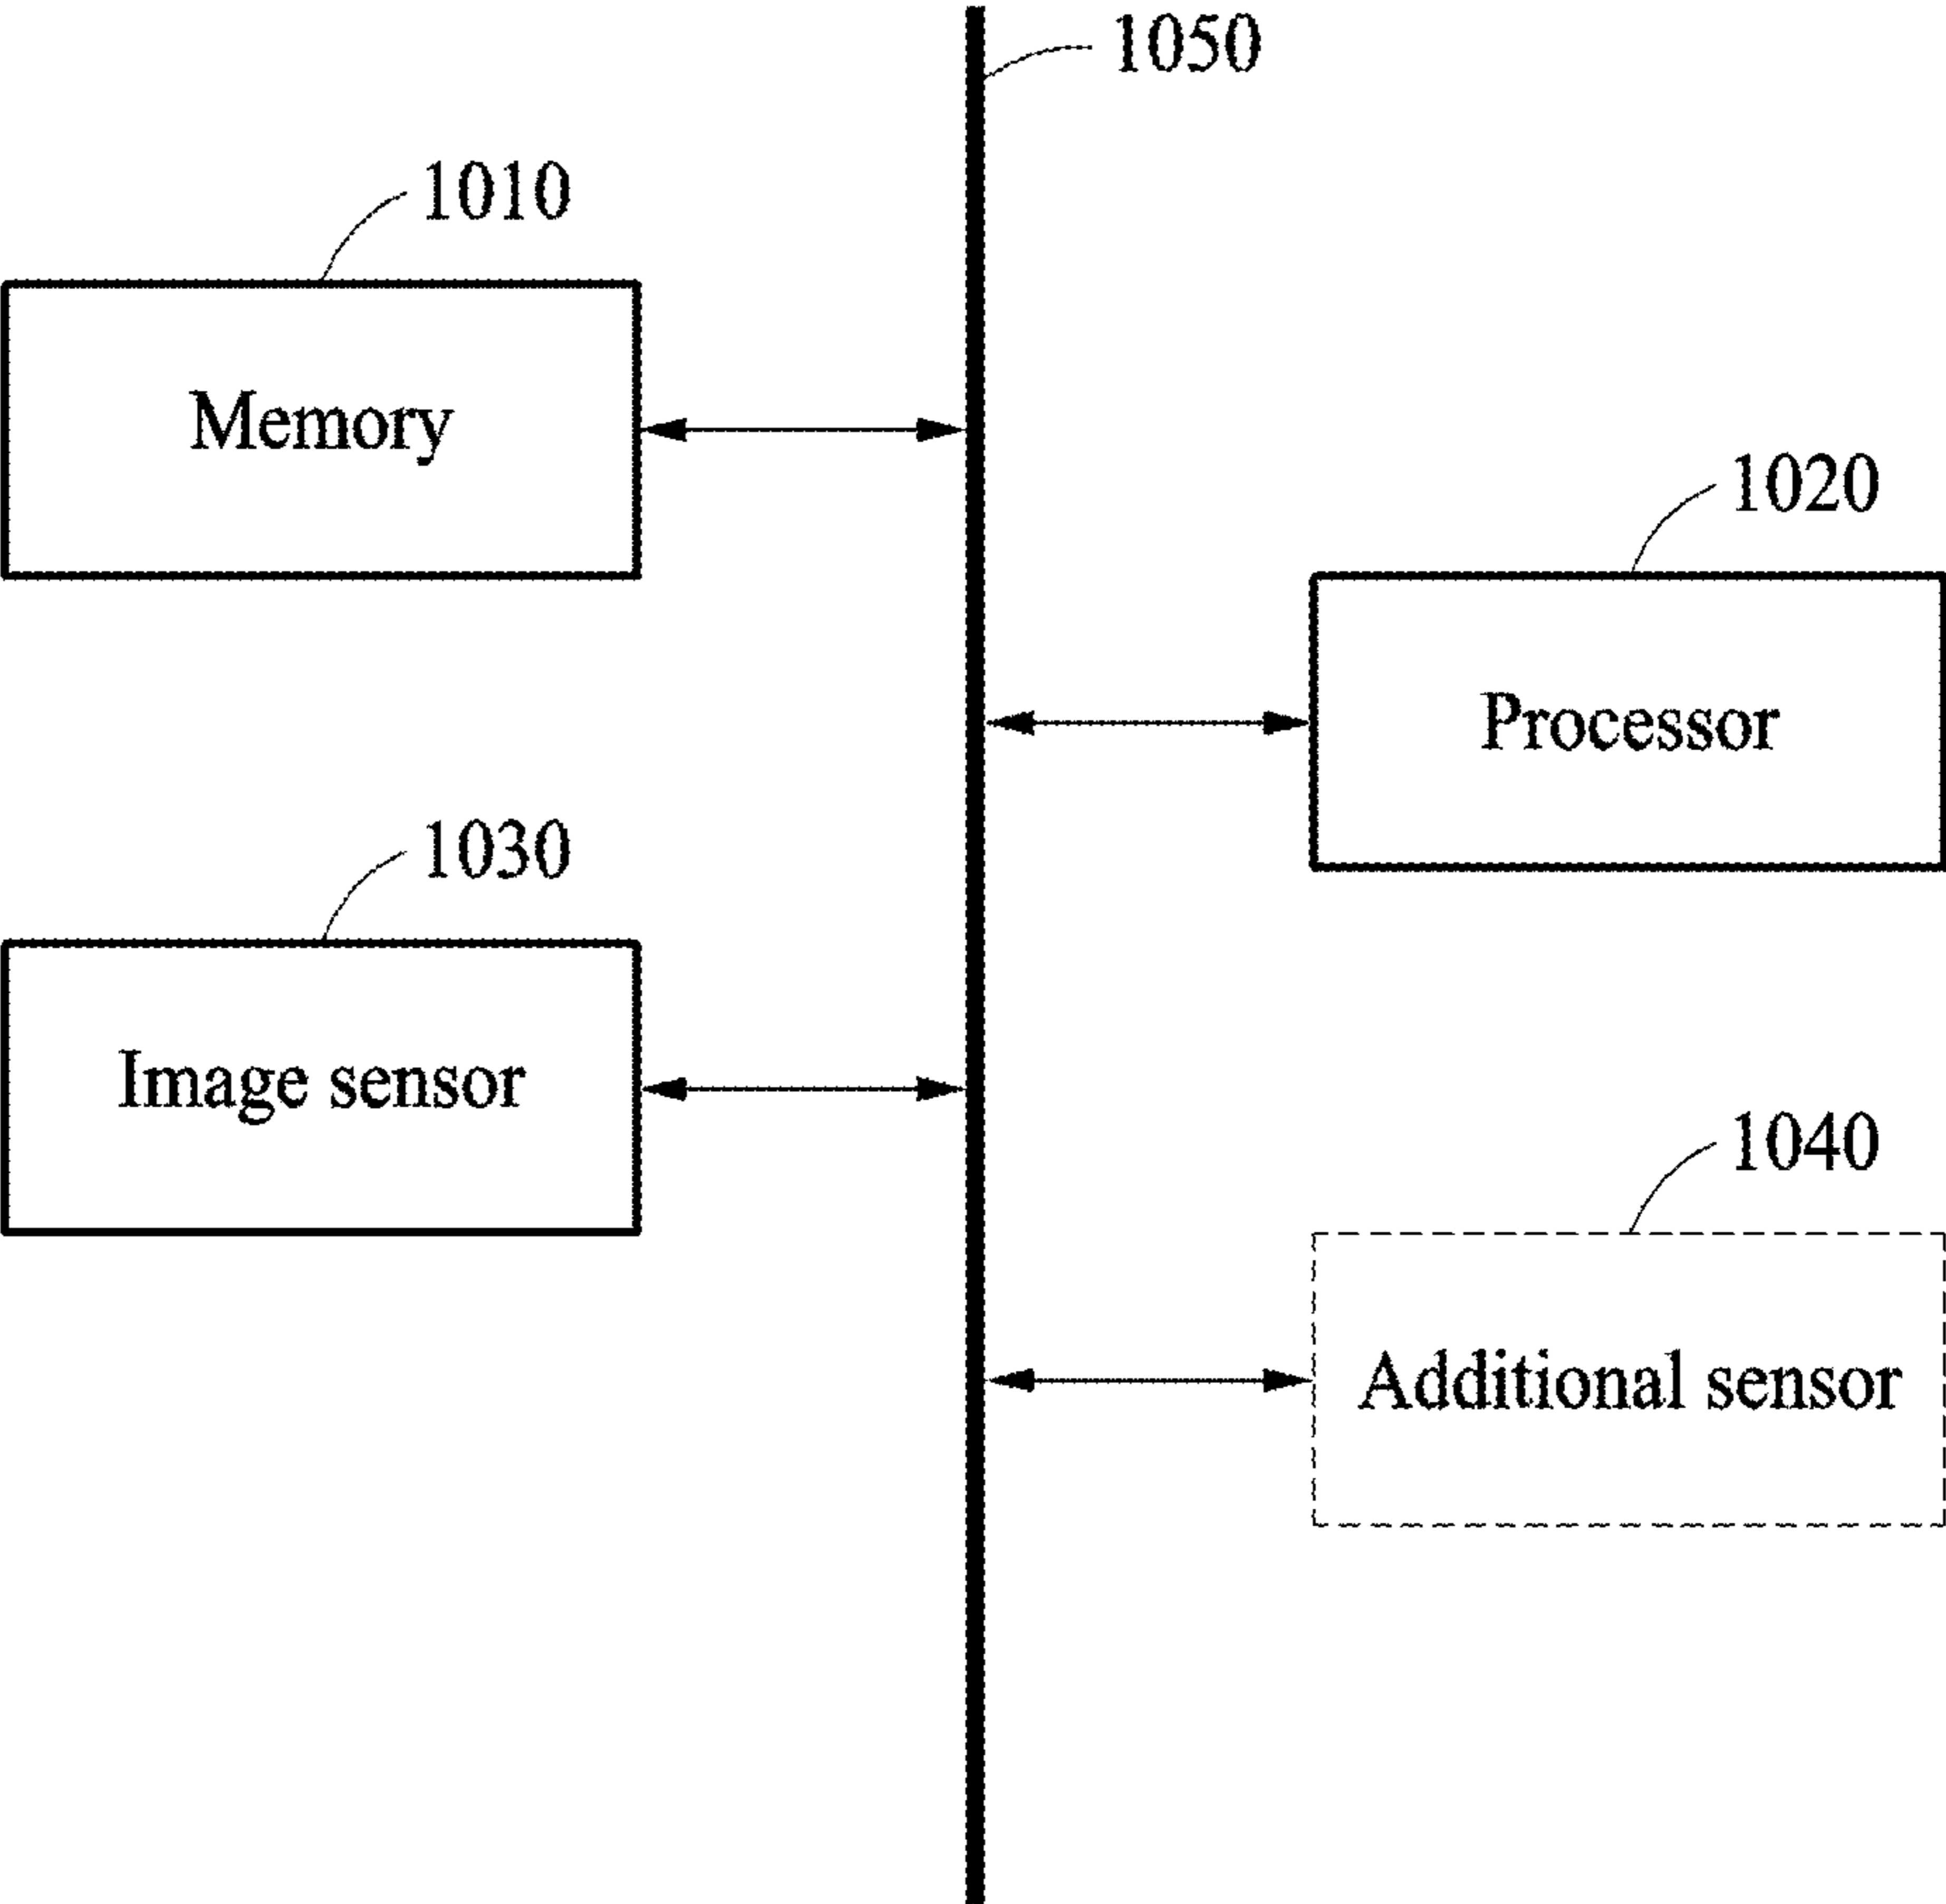 1050
1010
Memory
1020
Processor
1030
Image sensor
1040
Additional sensor